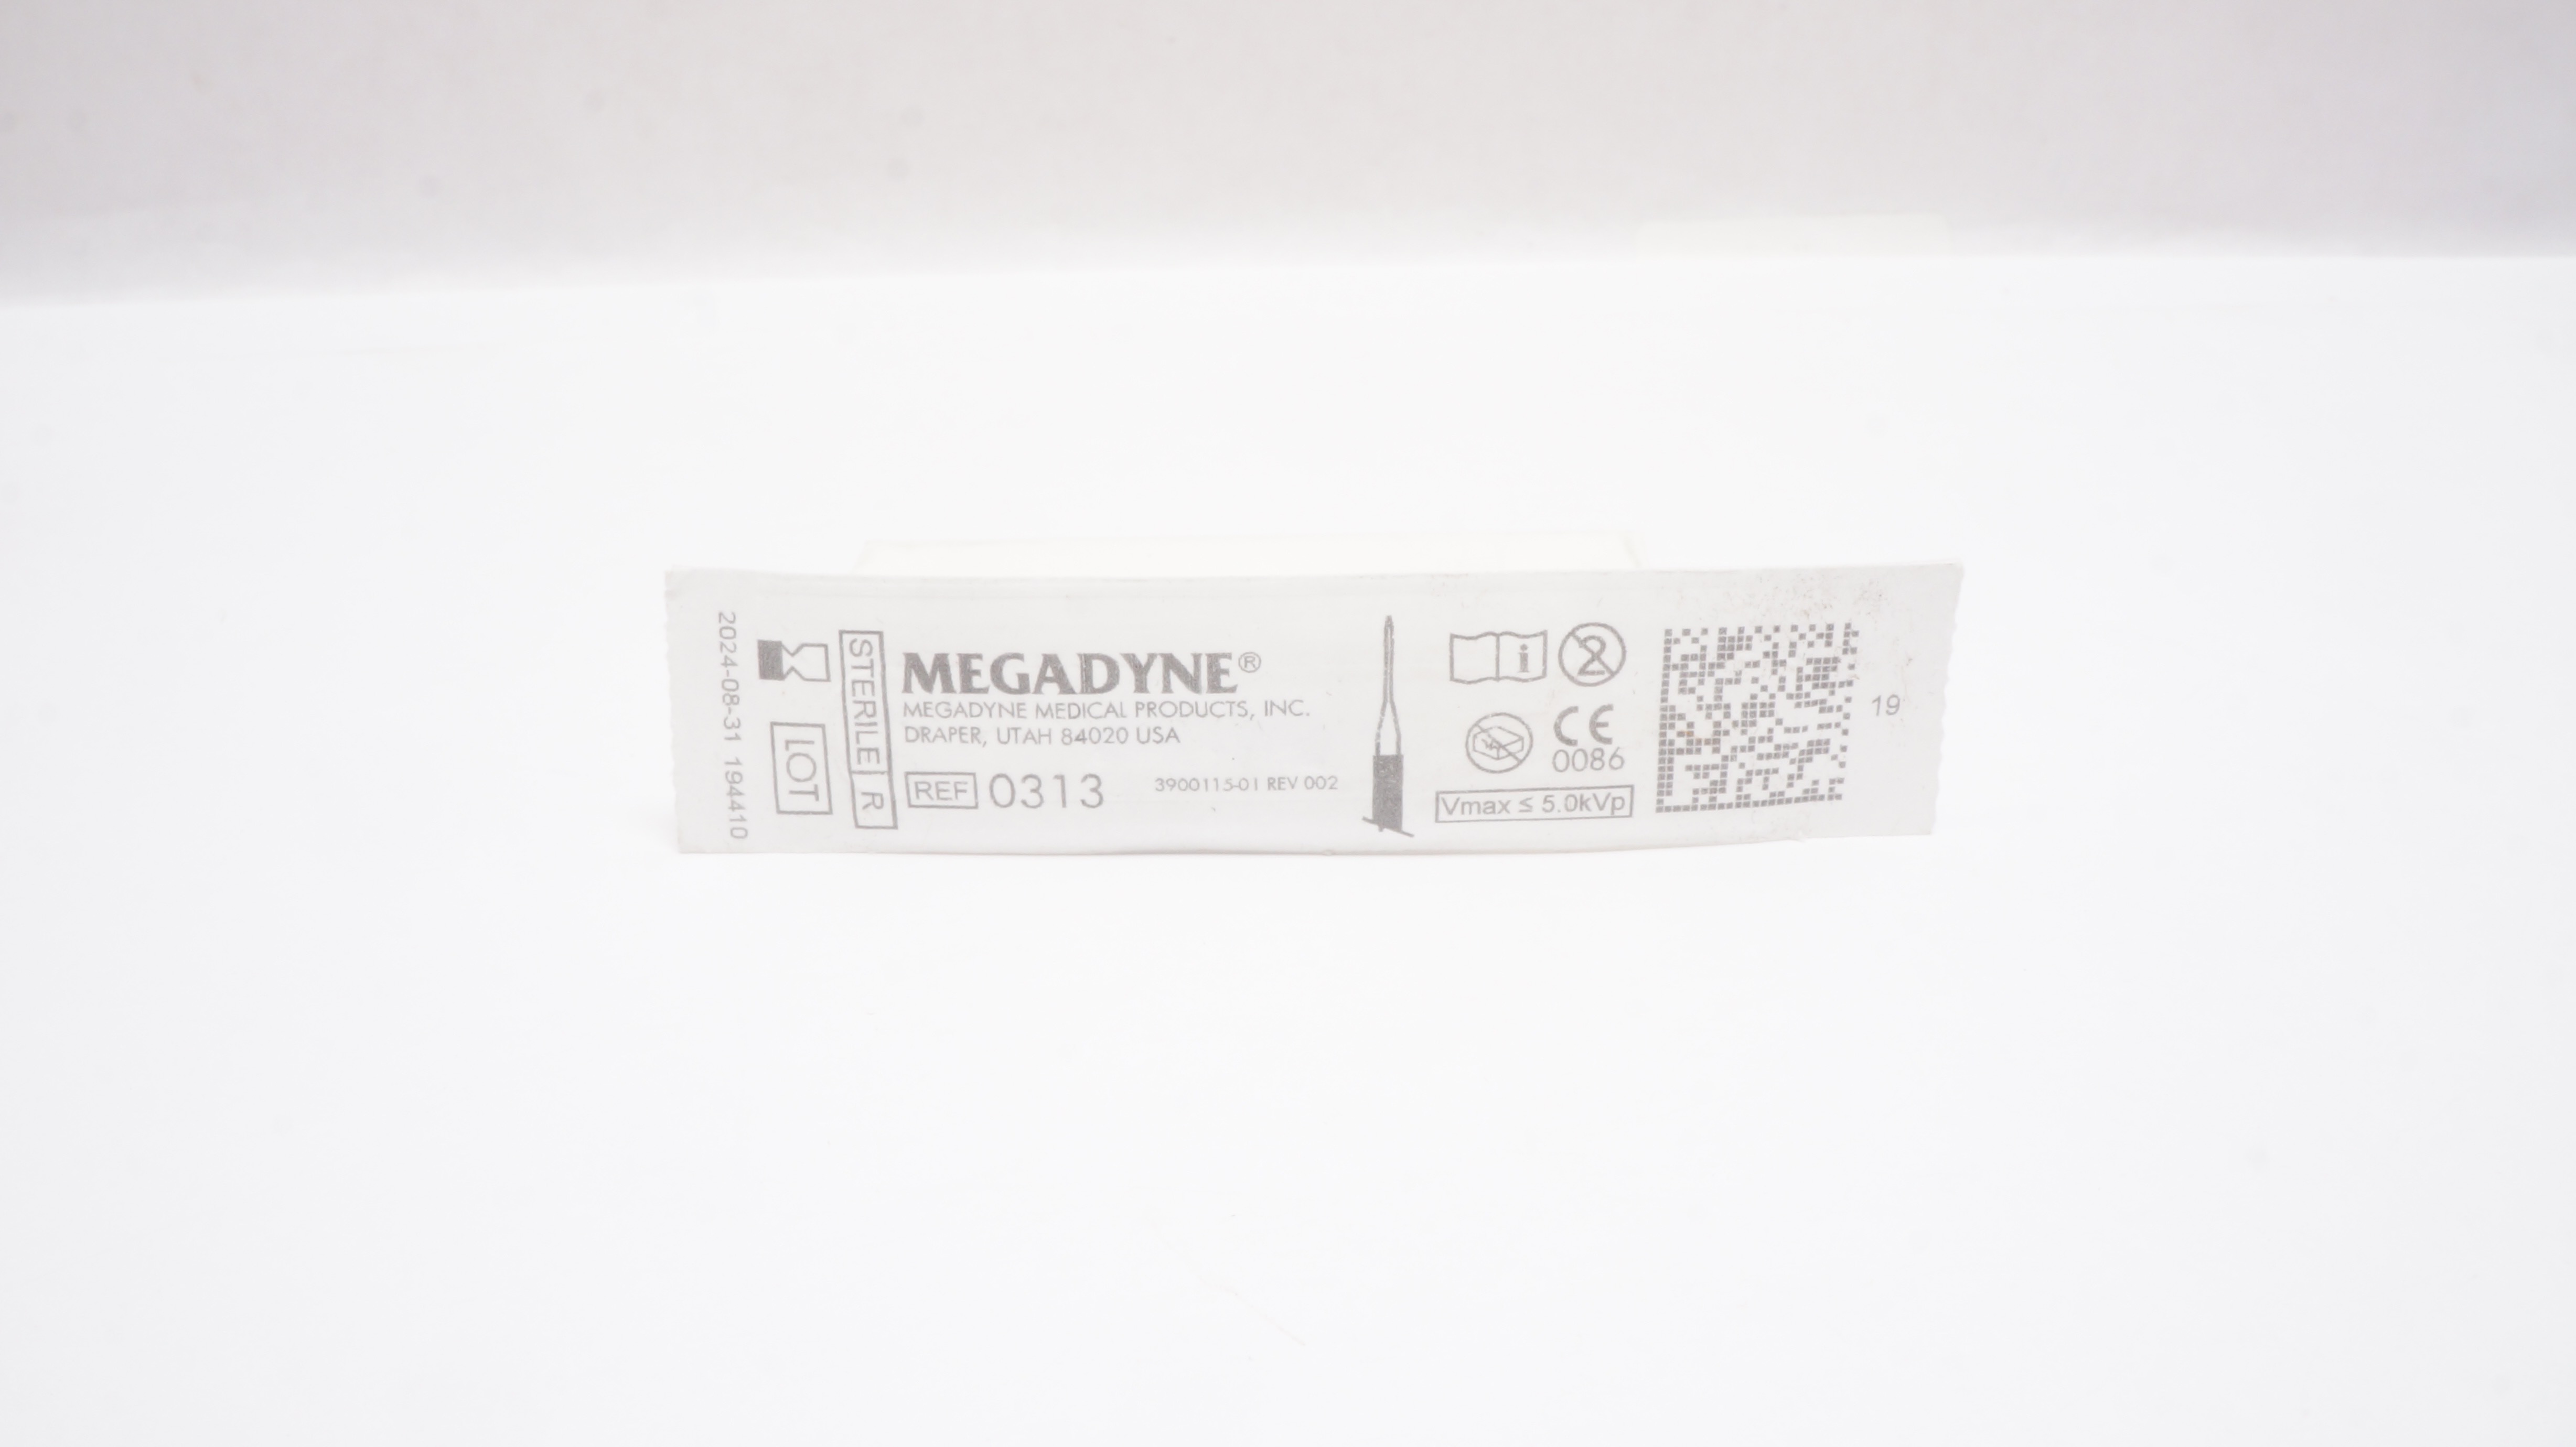 2024-08-31 194410
LOT
STERILE R
MEGADYNE®
MEGADYNE MEDICAL PRODUCTS, INC.
DRAPER, UTAH 84020 USA
REF 0313
3900115-01 REV 002
i
2
CE
0086
Vmax ≤ 5.0kVp
19